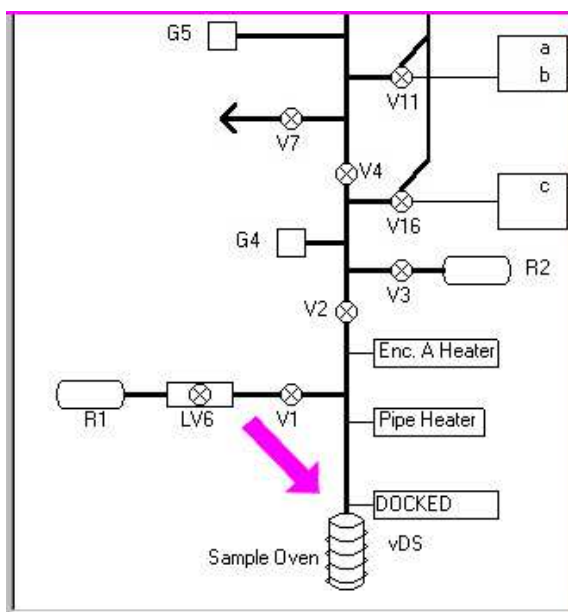 G5
a
b
V11
V7
V4
c
V16
G4
R2
V3
V2
Enc. A Heater
R1
LV6
V1
Pipe Heater
DOCKED
vDS
Sample Oven